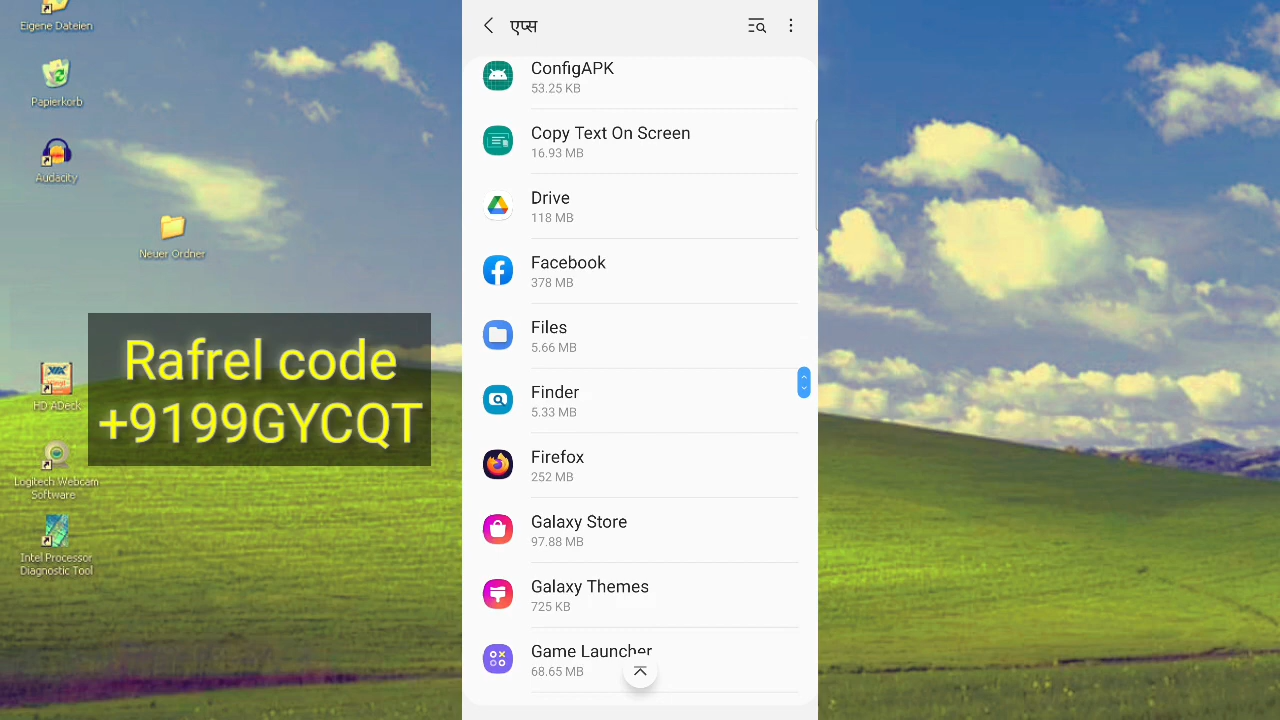 Eigene Dateien
Papierkorb
Audacity
Neuer Ordner
Rafrel code
+9199GYCQT
HD ADeck
Logitech Webcam
Software
Intel Processor
Diagnostic Tool
एप्स
ConfigAPK
53.25 KB
Copy Text On Screen
16.93 MB
Drive
118 MB
Facebook
378 MB
Files
5.66 MB
Finder
5.33 MB
Firefox
252 MB
Galaxy Store
97.88 MB
Galaxy Themes
725 KB
Game Launcher
68.65 MB